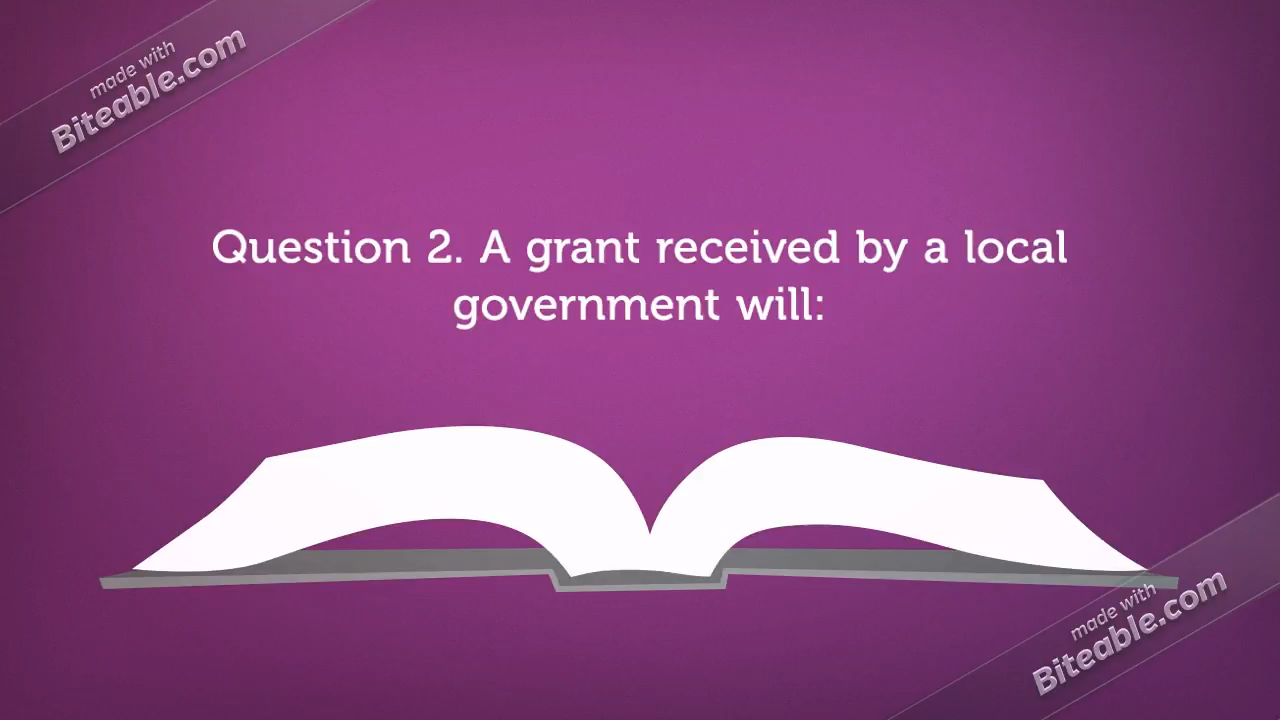 made with
Biteable.com
Question 2. A grant received by a local
government will:
made with
Biteable.com